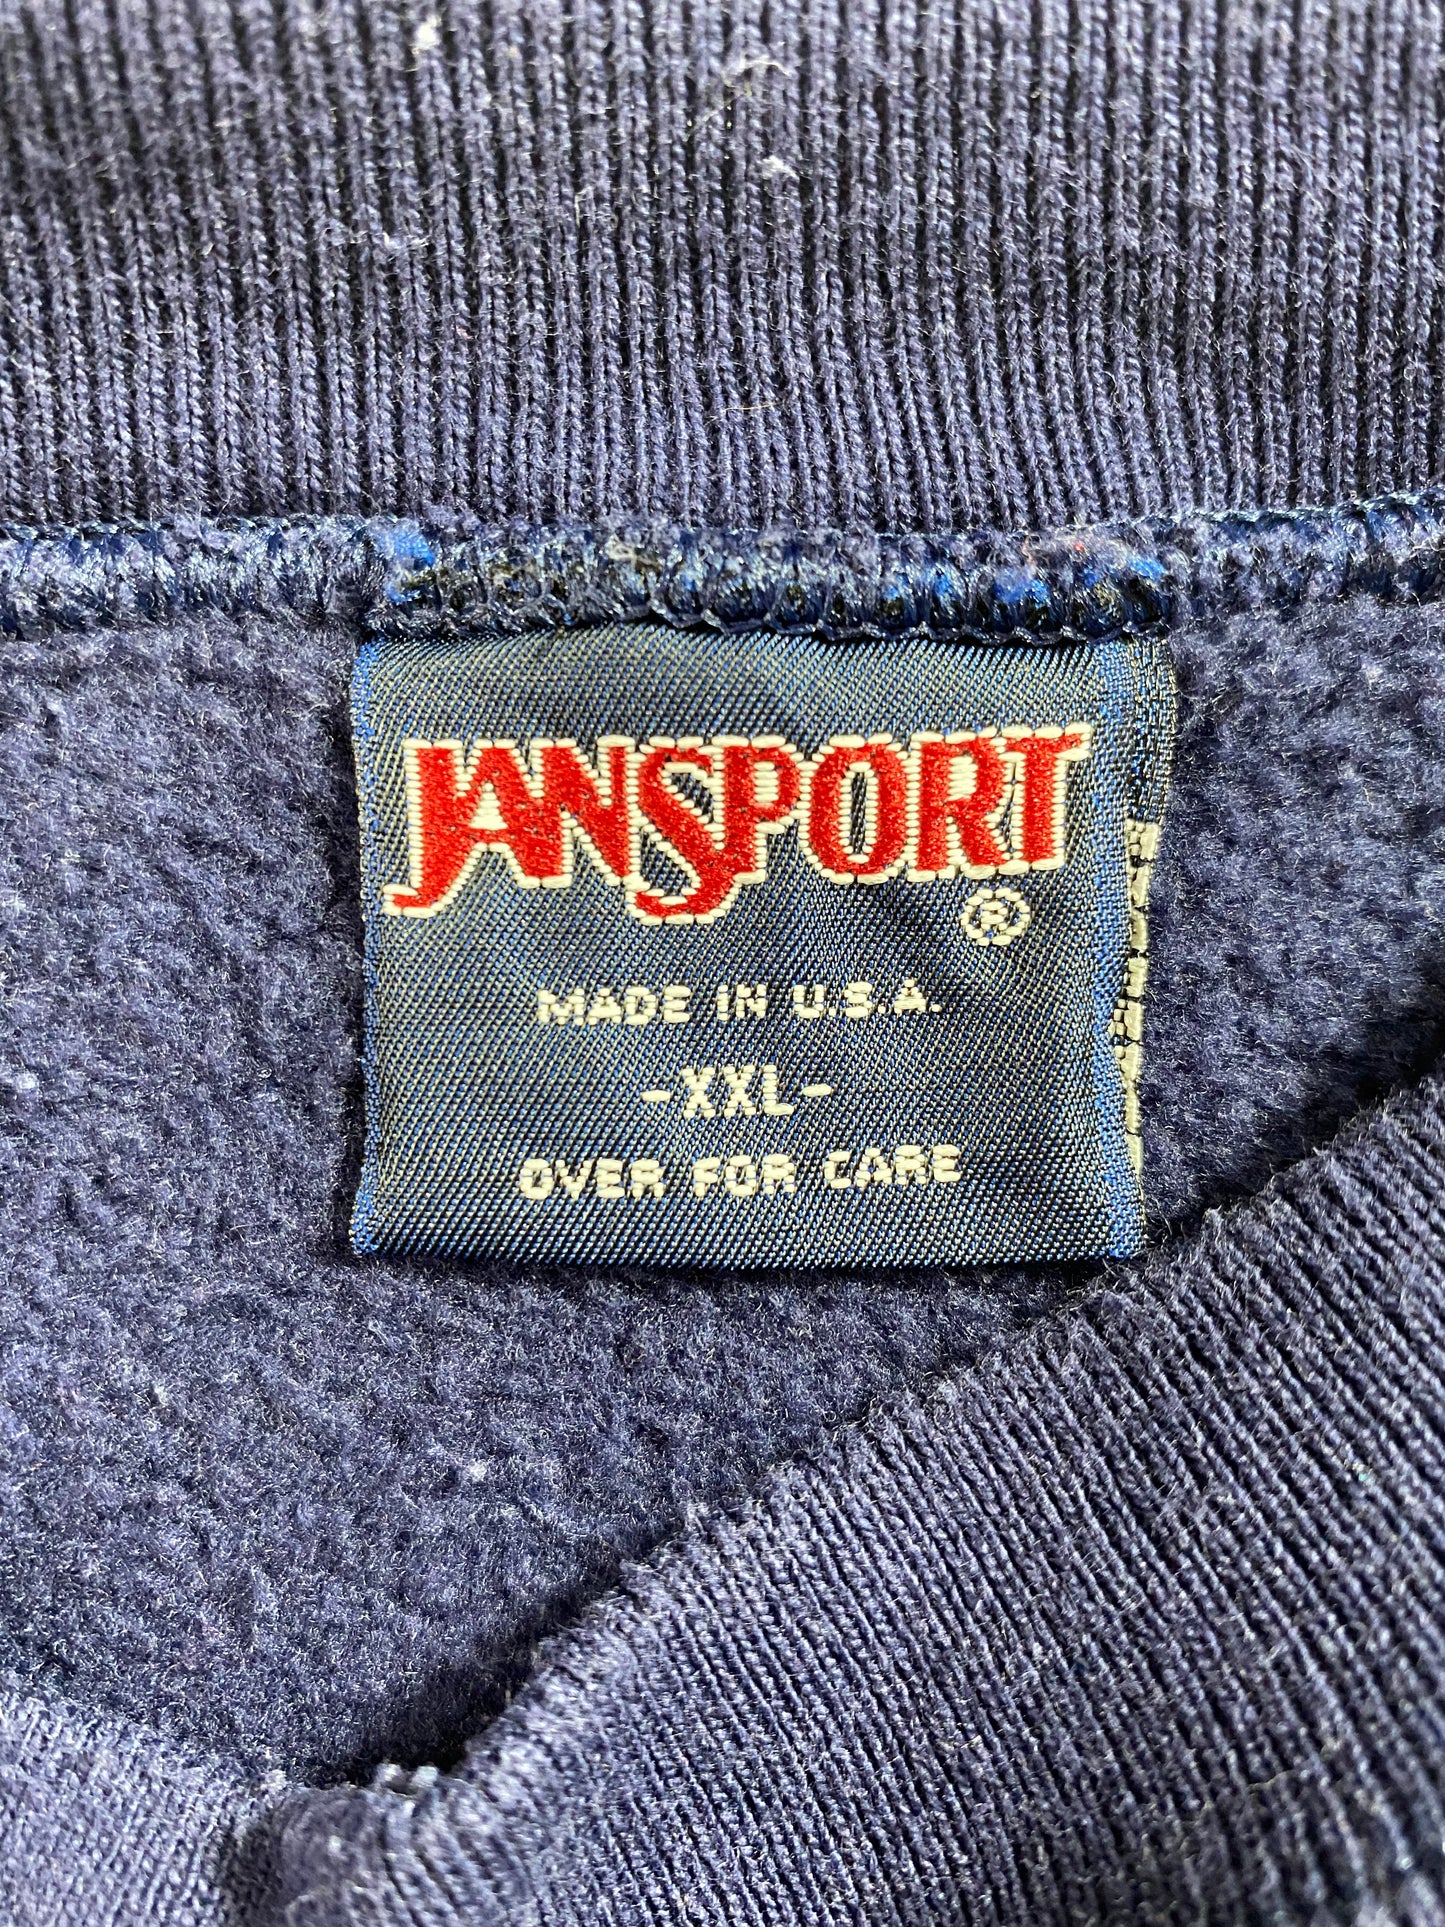 JANSPORT
®
MADE IN U.S.A.
-XXL-
OVER FOR CARE